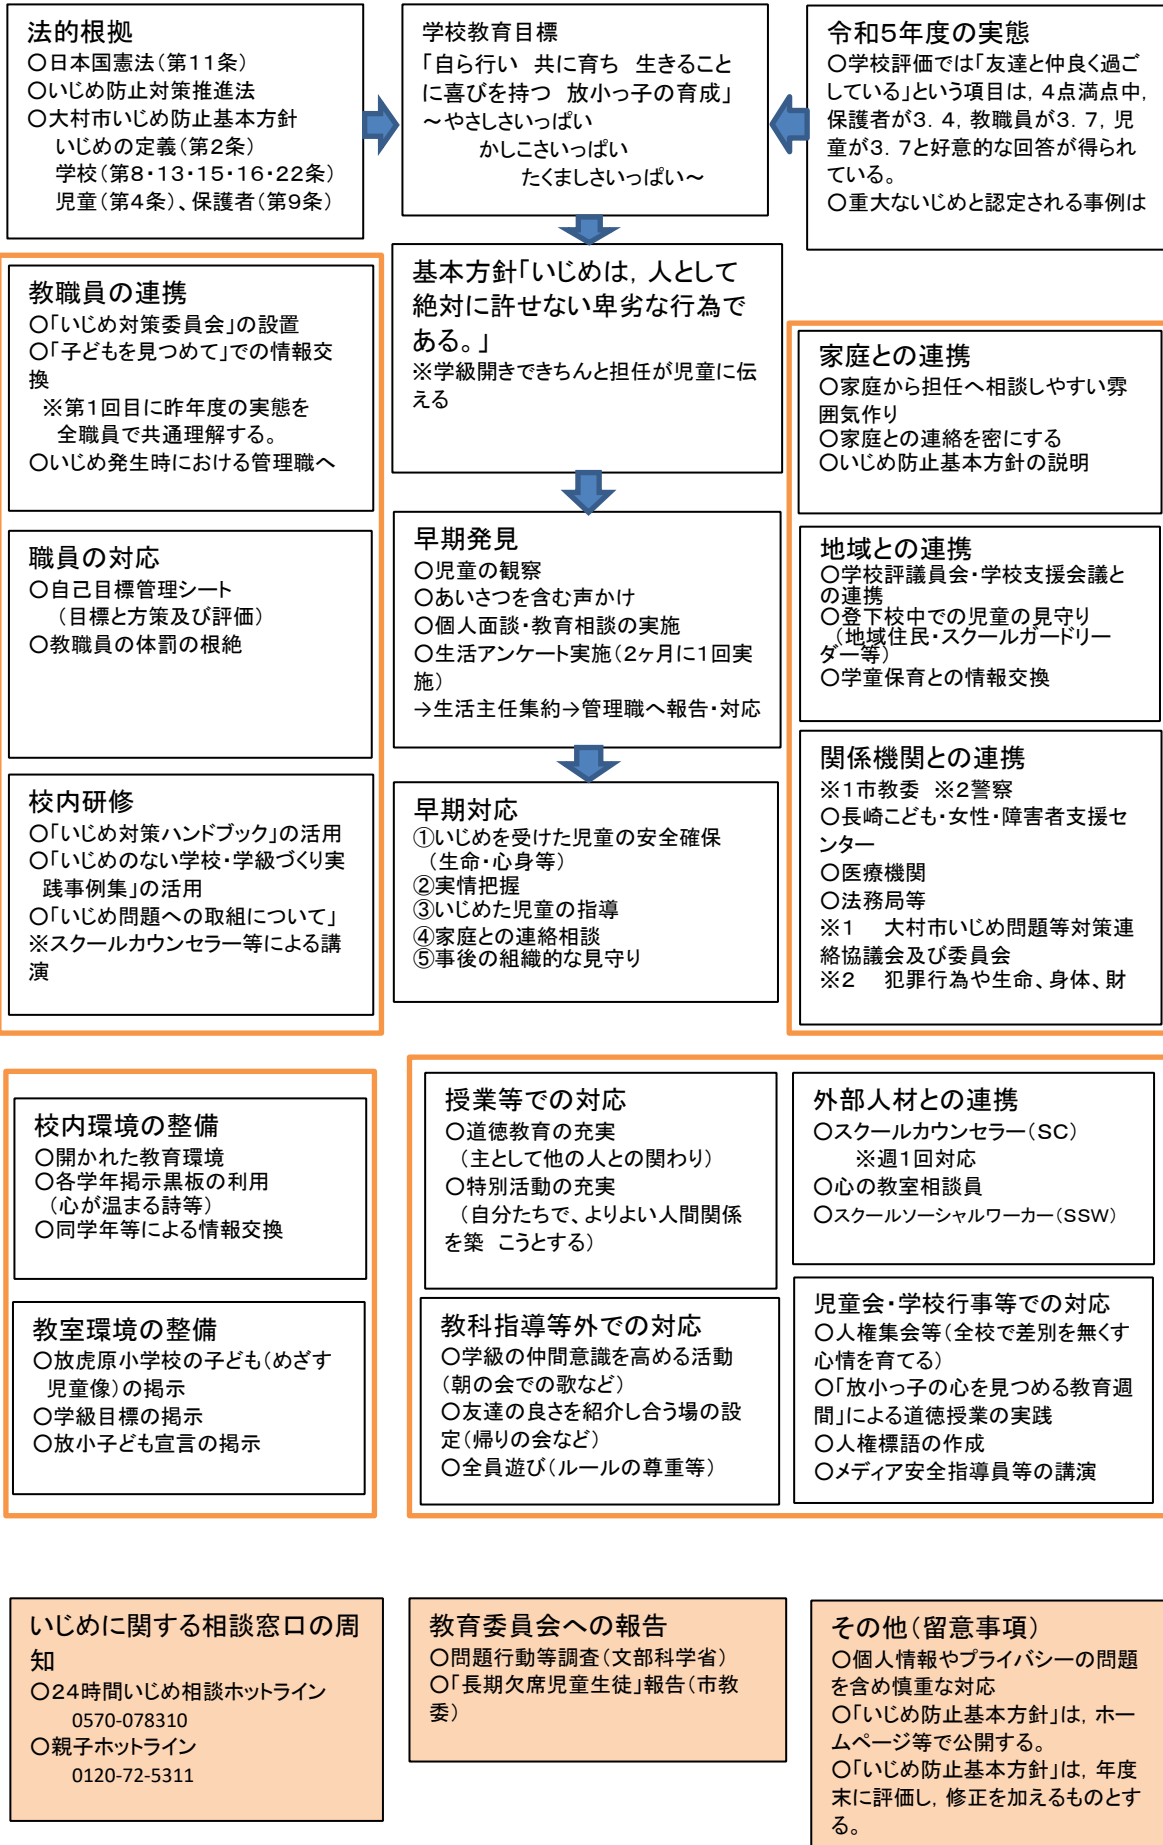 法的根拠
〇日本国憲法(第11条)
〇いじめ防止対策推進法
〇大村市いじめ防止基本方針
いじめの定義(第2条)
学校(第8・13・15・16・22条)
児童(第4条)、保護者(第9条)
学校教育目標
「自ら行い　共に育ち　生きること
に喜びを持つ　放小っ子の育成」
～やさしさいっぱい
かしこさいっぱい
たくましさいっぱい～
令和5年度の実態
〇学校評価では「友達と仲良く過ご
している」という項目は，4点満点中，
保護者が3．4，教職員が3．7，児
童が3．7と好意的な回答が得られ
ている。
〇重大ないじめと認定される事例は
教職員の連携
〇「いじめ対策委員会」の設置
〇「子どもを見つめて」での情報交
換
※第1回目に昨年度の実態を
全職員で共通理解する。
〇いじめ発生時における管理職へ
職員の対応
〇自己目標管理シート
(目標と方策及び評価)
〇教職員の体罰の根絶
校内研修
〇「いじめ対策ハンドブック」の活用
〇「いじめのない学校・学級づくり実
践事例集」の活用
〇「いじめ問題への取組について」
※スクールカウンセラー等による講
演
基本方針「いじめは，人として
絶対に許せない卑劣な行為で
ある。」
※学級開きできちんと担任が児童に伝
える
早期発見
〇児童の観察
〇あいさつを含む声かけ
〇個人面談・教育相談の実施
〇生活アンケート実施(2ヶ月に1回実
施)
→生活主任集約→管理職へ報告・対応
早期対応
①いじめを受けた児童の安全確保
(生命・心身等)
②実情把握
③いじめた児童の指導
④家庭との連絡相談
⑤事後の組織的な見守り
家庭との連携
〇家庭から担任へ相談しやすい雰
囲気作り
〇家庭との連絡を密にする
〇いじめ防止基本方針の説明
地域との連携
〇学校評議員会・学校支援会議と
の連携
〇登下校中での児童の見守り
(地域住民・スクールガードリー
ダー等)
〇学童保育との情報交換
関係機関との連携
※1市教委　※2警察
〇長崎こども・女性・障害者支援セ
ンター
〇医療機関
〇法務局等
※1　大村市いじめ問題等対策連
絡協議会及び委員会
※2　犯罪行為や生命、身体、財
校内環境の整備
〇開かれた教育環境
〇各学年掲示黒板の利用
(心が温まる詩等)
〇同学年等による情報交換
教室環境の整備
〇放虎原小学校の子ども(めざす
児童像)の掲示
〇学級目標の掲示
〇放小子ども宣言の掲示
授業等での対応
〇道徳教育の充実
(主として他の人との関わり)
〇特別活動の充実
(自分たちで、よりよい人間関係
を築　こうとする)
外部人材との連携
〇スクールカウンセラー(SC)
※週1回対応
〇心の教室相談員
〇スクールソーシャルワーカー(SSW)
教科指導等外での対応
〇学級の仲間意識を高める活動
(朝の会での歌など)
〇友達の良さを紹介し合う場の設
定(帰りの会など)
〇全員遊び(ルールの尊重等)
児童会・学校行事等での対応
〇人権集会等(全校で差別を無くす
心情を育てる)
〇「放小っ子の心を見つめる教育週
間」による道徳授業の実践
〇人権標語の作成
〇メディア安全指導員等の講演
いじめに関する相談窓口の周
知
〇24時間いじめ相談ホットライン
0570-078310
〇親子ホットライン
0120-72-5311
教育委員会への報告
〇問題行動等調査(文部科学省)
〇「長期欠席児童生徒」報告(市教
委)
その他(留意事項)
〇個人情報やプライバシーの問題
を含め慎重な対応
〇「いじめ防止基本方針」は，ホー
ムページ等で公開する。
〇「いじめ防止基本方針」は，年度
末に評価し，修正を加えるものとす
る。